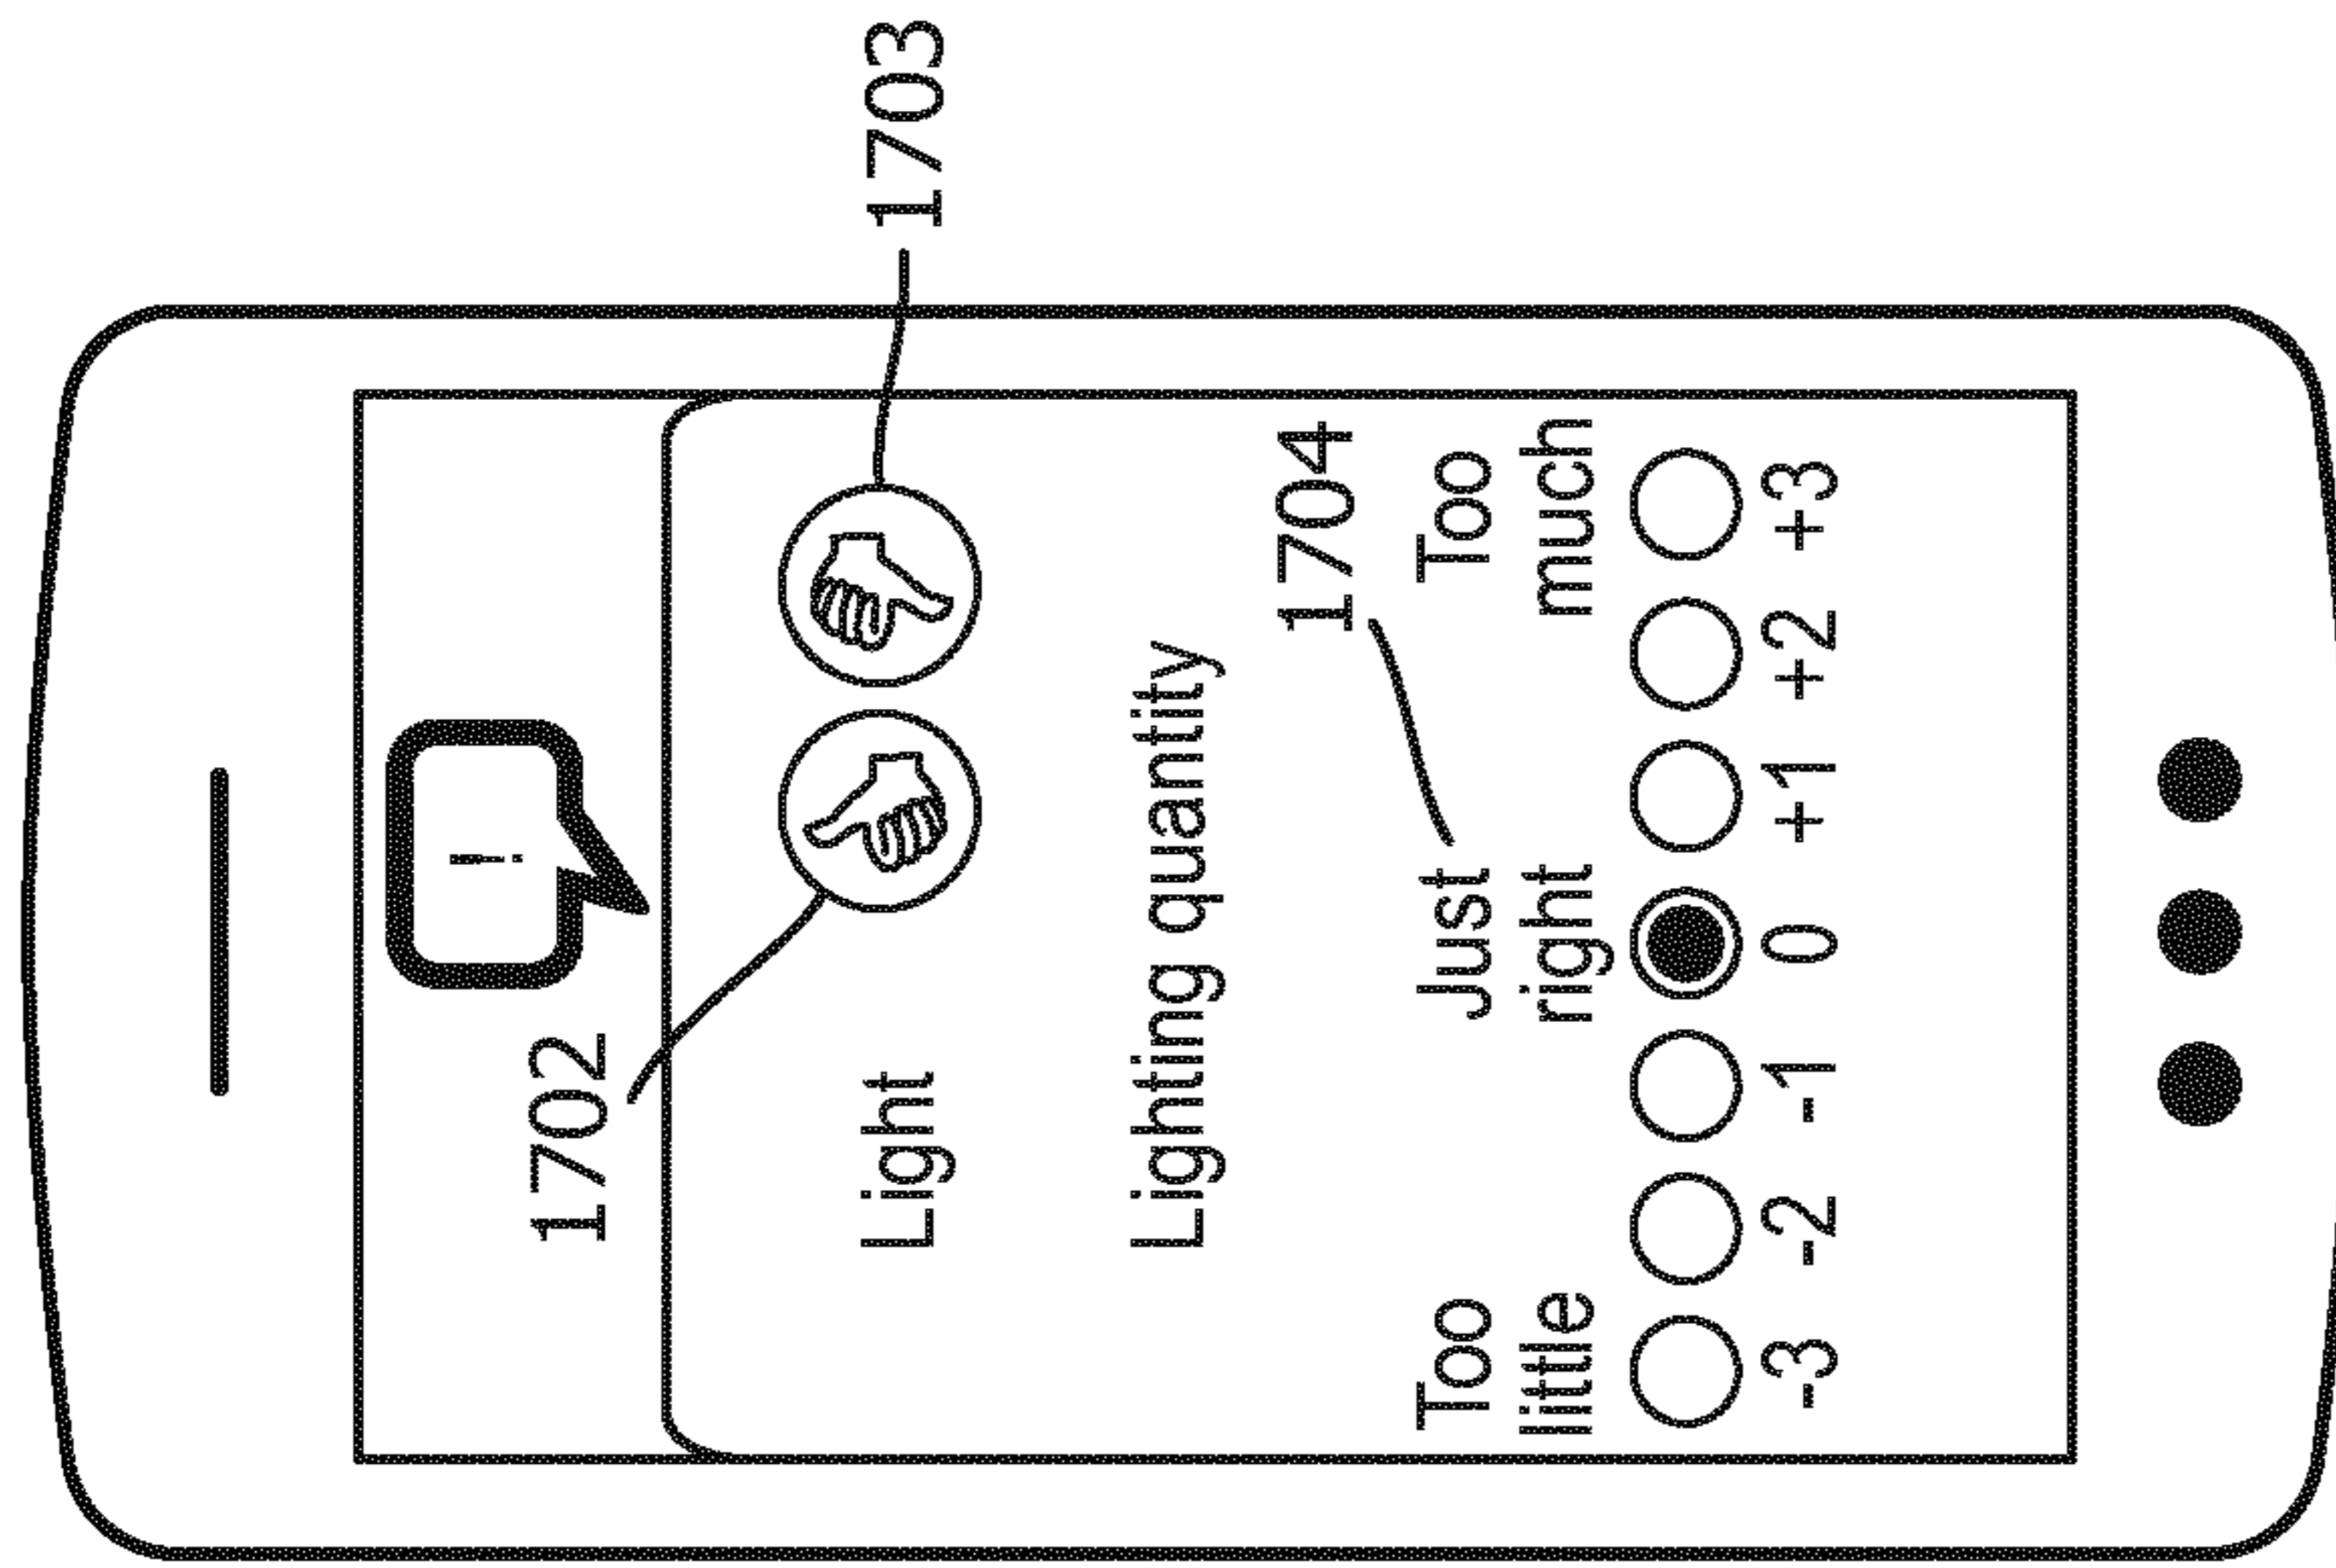 !
1702
Light
1703
Lighting quantity
1704
Too little
Just right
Too much
-3 -2 -1 0 +1 +2 +3